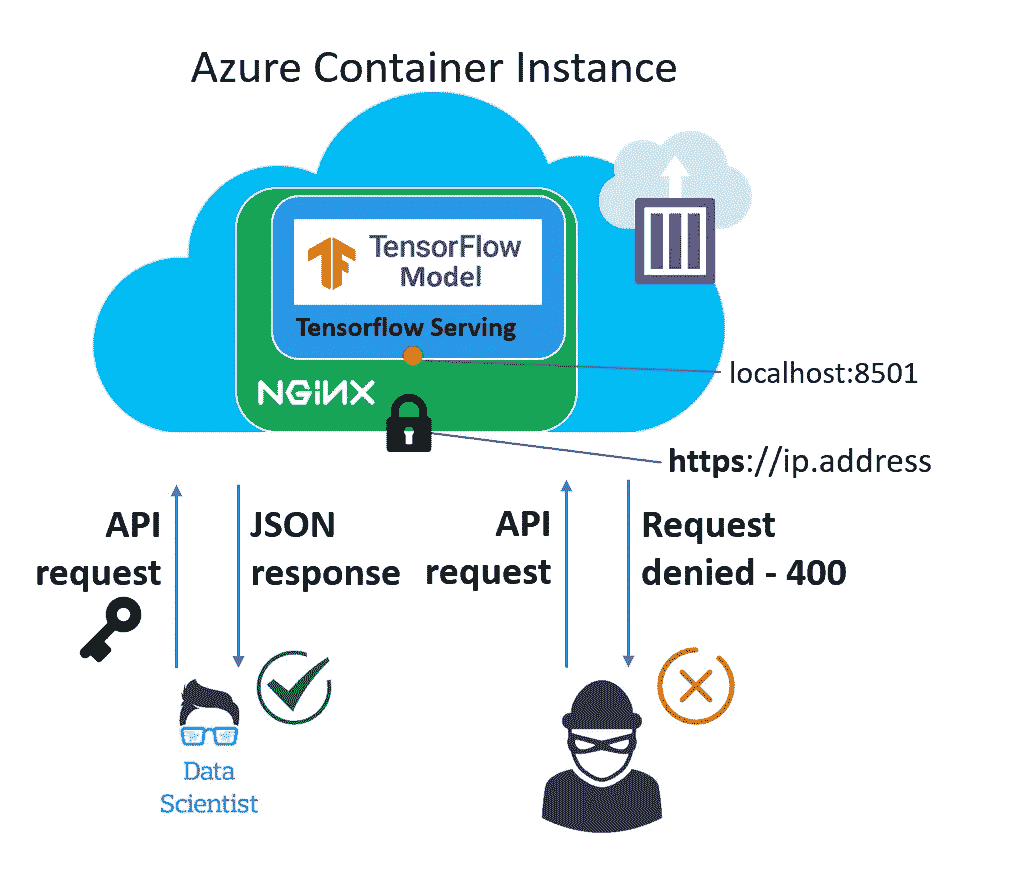 Azure Container Instance
TensorFlow
Model
Tensorflow Serving
NGiNX
localhost:8501
https://ip.address
API
request
JSON
response
API
request
Request
denied - 400
Data
Scientist